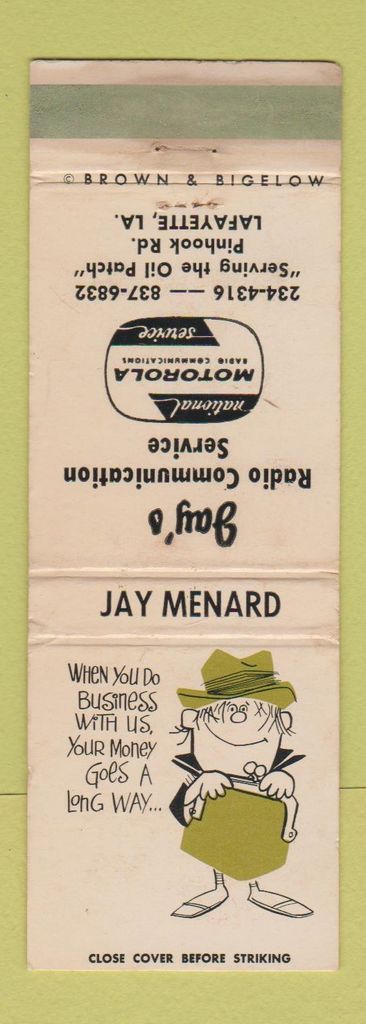 © BROWN & BIGELOW
Jay's
Radio Communication
Service
national
MOTOROLA
RADIO COMMUNICATIONS
service
234-4316 — — 837-6832
"Serving the Oil Patch"
Pinhook Rd.
LAFAYETTE, LA.
JAY MENARD
WHEN YOU DO
BUSINESS
WITH US,
YOUR MONEY
GOES A
LONG WAY...
CLOSE COVER BEFORE STRIKING